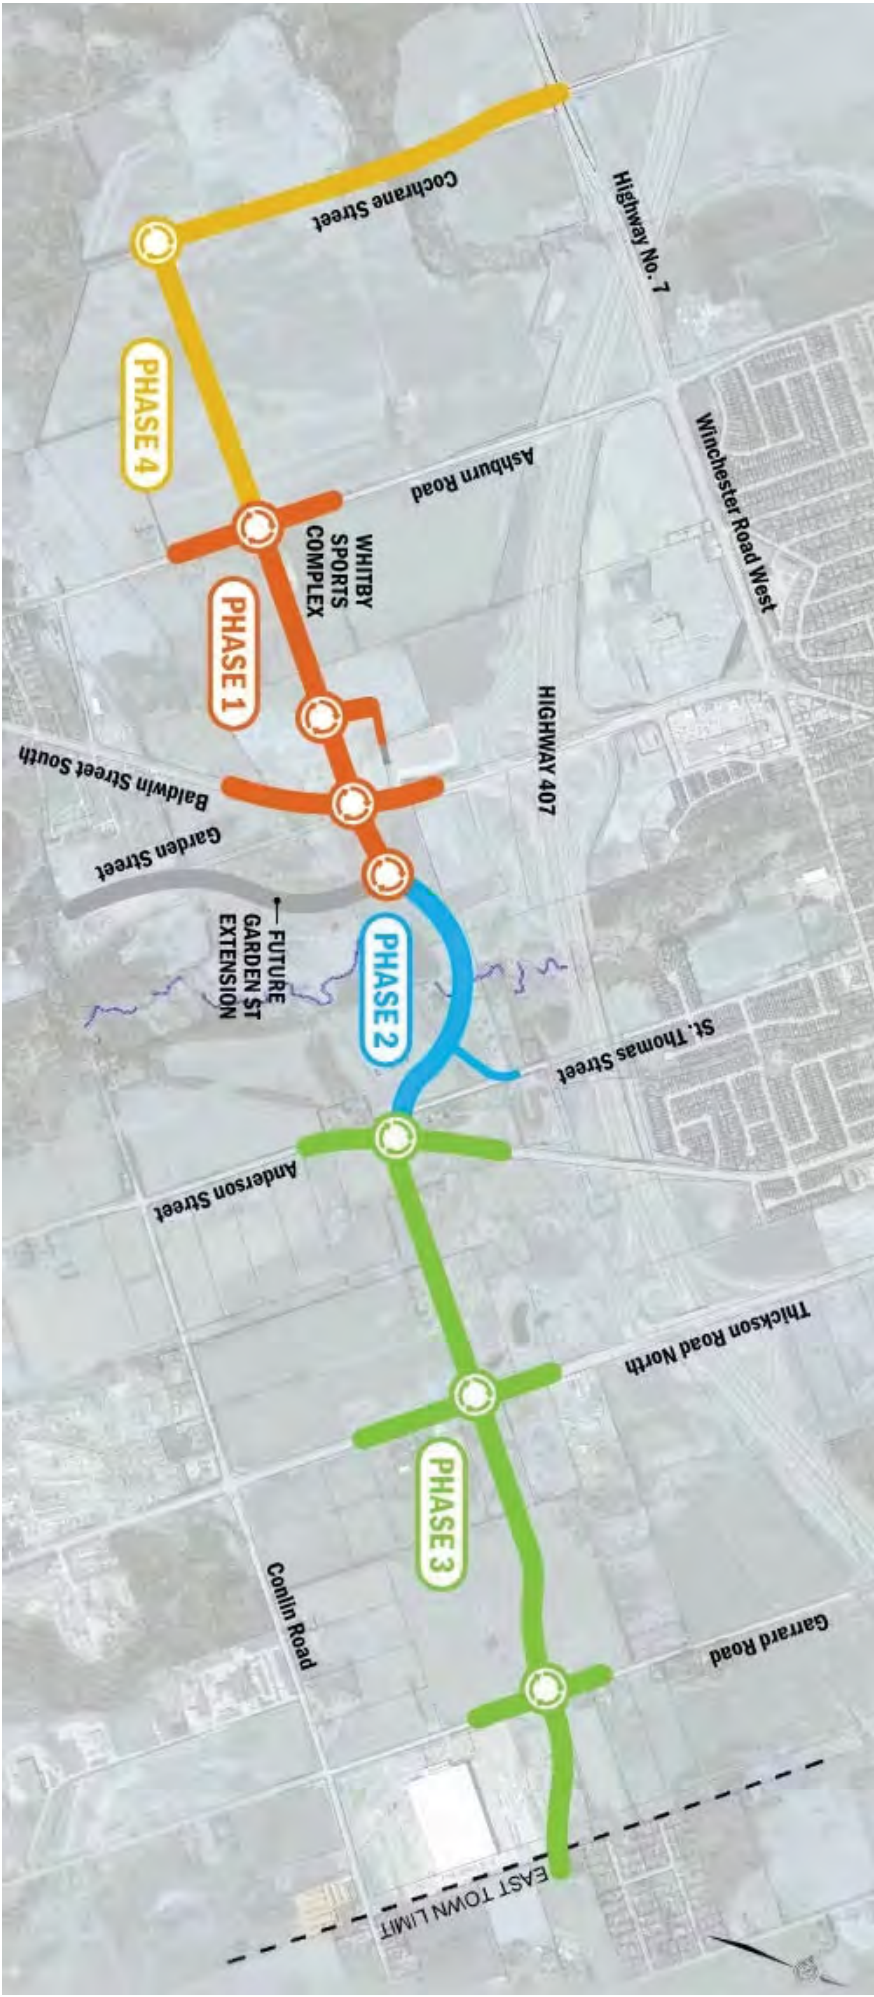 Cochrane Street
Highway No. 7
PHASE 4
Ashburn Road
Winchester Road West
WHITBY
SPORTS
COMPLEX
PHASE 1
HIGHWAY 407
Baldwin Street South
Garden Street
FUTURE
GARDEN ST
EXTENSION
PHASE 2
St. Thomas Street
Anderson Street
Thickson Road North
PHASE 3
Conlin Road
Garrard Road
EAST TOWN LIMIT